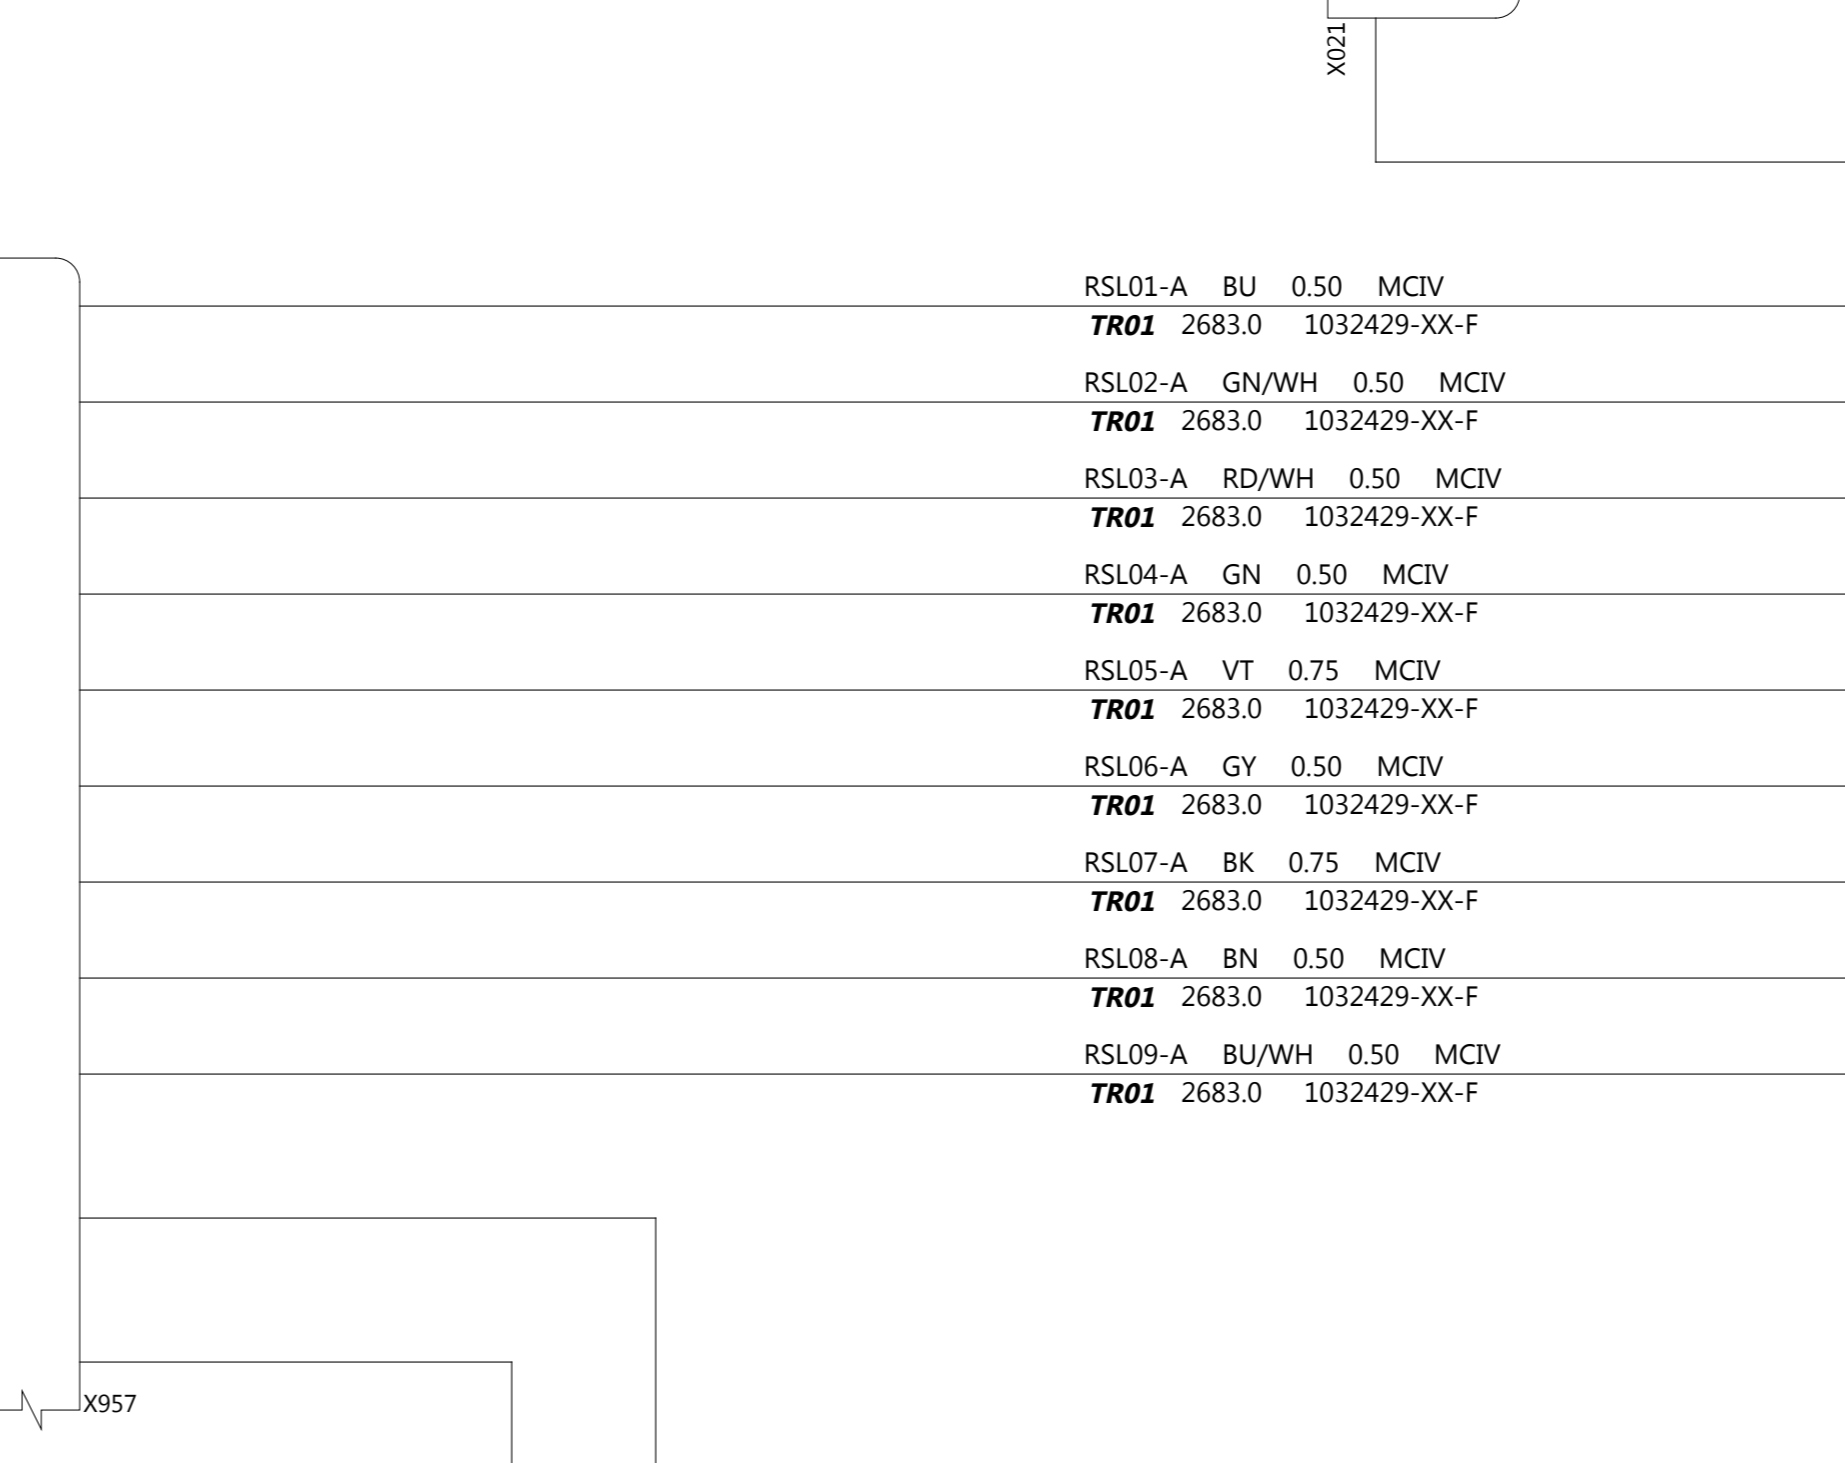 X021
RSL01-A BU 0.50 MCIV
TR01 2683.0 1032429-XX-F
RSL02-A GN/WH 0.50 MCIV
TR01 2683.0 1032429-XX-F
RSL03-A RD/WH 0.50 MCIV
TR01 2683.0 1032429-XX-F
RSL04-A GN 0.50 MCIV
TR01 2683.0 1032429-XX-F
RSL05-A VT 0.75 MCIV
TR01 2683.0 1032429-XX-F
RSL06-A GY 0.50 MCIV
TR01 2683.0 1032429-XX-F
RSL07-A BK 0.75 MCIV
TR01 2683.0 1032429-XX-F
RSL08-A BN 0.50 MCIV
TR01 2683.0 1032429-XX-F
RSL09-A BU/WH 0.50 MCIV
TR01 2683.0 1032429-XX-F
X957